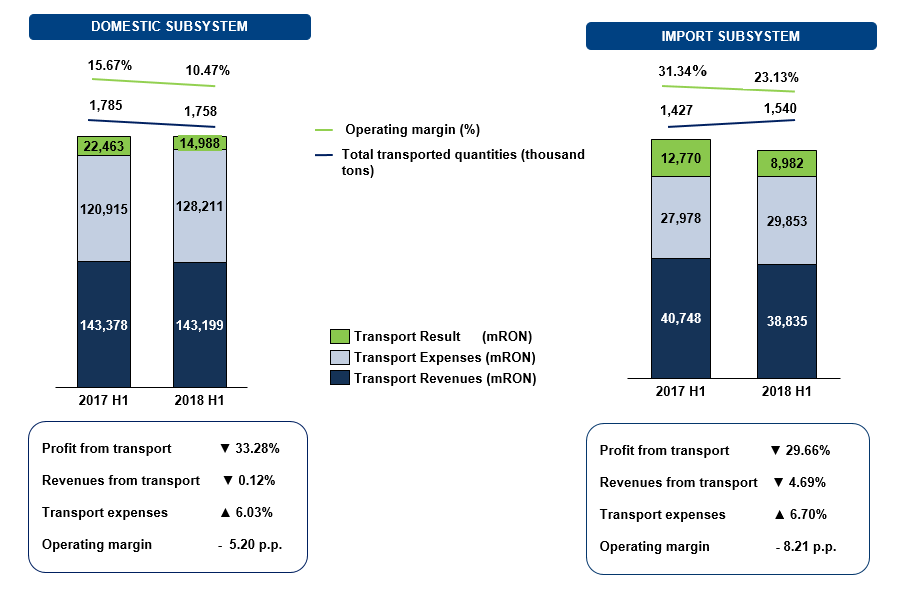 DOMESTIC SUBSYSTEM
15.67%
10.47%
1,785
1,758
22,463
14,988
120,915
128,211
143,378
143,199
2017 H1
2018 H1
Operating margin (%)
Total transported quantities (thousand
tons)
Transport Result (mRON)
Transport Expenses (mRON)
Transport Revenues (mRON)
IMPORT SUBSYSTEM
31.34%
23.13%
1,427
1,540
12,770
8,982
27,978
29,853
40,748
38,835
2017 H1
2018 H1
Profit from transport ▼ 33.28%
Revenues from transport ▼ 0.12%
Transport expenses ▲ 6.03%
Operating margin - 5.20 p.p.
Profit from transport ▼ 29.66%
Revenues from transport ▼ 4.69%
Transport expenses ▲ 6.70%
Operating margin - 8.21 p.p.